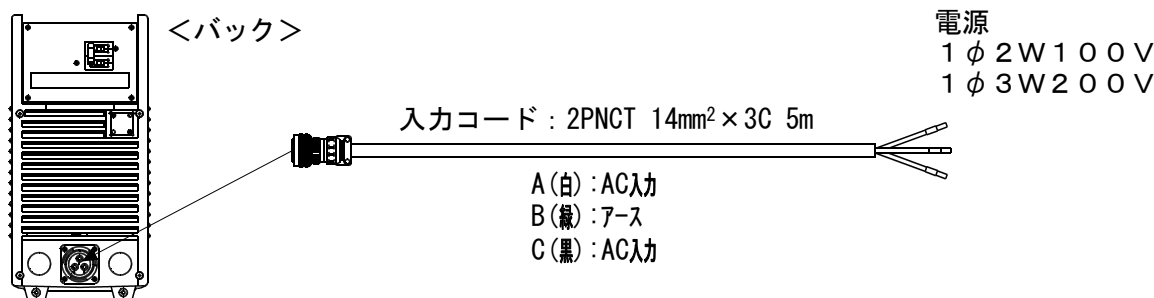 ＜バック＞
電源
１φ２Ｗ１００Ｖ
１φ３Ｗ２００Ｖ
入力コード：2PNCT 14mm²×3C 5m
A(白):AC入力
B(緑):アース
C(黒):AC入力